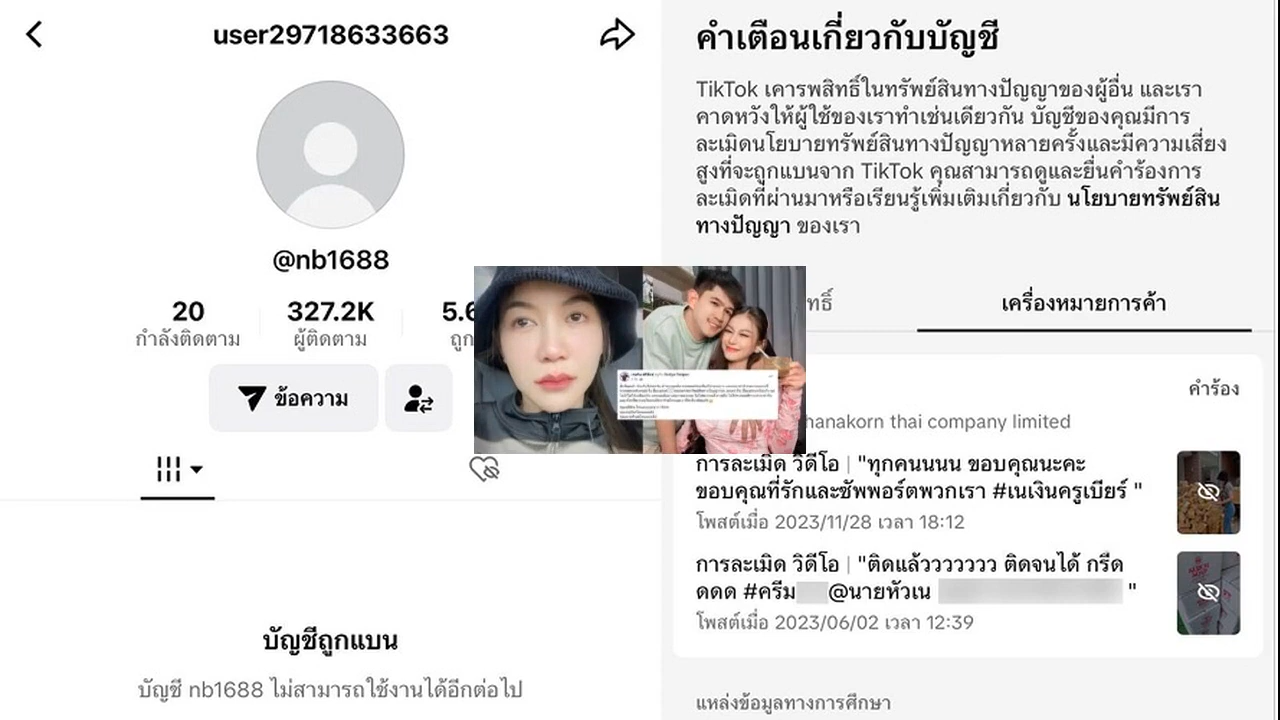 user29718633663
@nb1688
20
327.2K
5.6
กำลังติดตาม
ผู้ติดตาม
ถูก
ข้อความ
บัญชีถูกแบน
บัญชี nb1688 ไม่สามารถใช้งานได้อีกต่อไป
คำเตือนเกี่ยวกับบัญชี
TikTok เคารพสิทธิ์ในทรัพย์สินทางปัญญาของผู้อื่น และเรา
คาดหวังให้ผู้ใช้ของเราทำเช่นเดียวกัน บัญชีของคุณมีการ
ละเมิดนโยบายทรัพย์สินทางปัญญาหลายครั้งและมีความเสี่ยง
สูงที่จะถูกแบนจาก TikTok คุณสามารถดูและยื่นคำร้องการ
ละเมิดที่ผ่านมาหรือเรียนรู้เพิ่มเติมเกี่ยวกับ นโยบายทรัพย์สิน
ทางปัญญา ของเรา
ทธิ์
เครื่องหมายการค้า
คำร้อง
hanakorn thai company limited
การละเมิด วิดีโอ | "ทุกคนนนน ขอบคุณนะคะ
ขอบคุณที่รักและซัพพอร์ตพวกเรา #เนเงินครูเบียร์ "
โพสต์เมื่อ 2023/11/28 เวลา 18:12
การละเมิด วิดีโอ | "ติดแล้ววววววว ติดจนได้ กรีด
ดดด #ครีม @นายหัวเน "
โพสต์เมื่อ 2023/06/02 เวลา 12:39
แหล่งข้อมูลทางการศึกษา